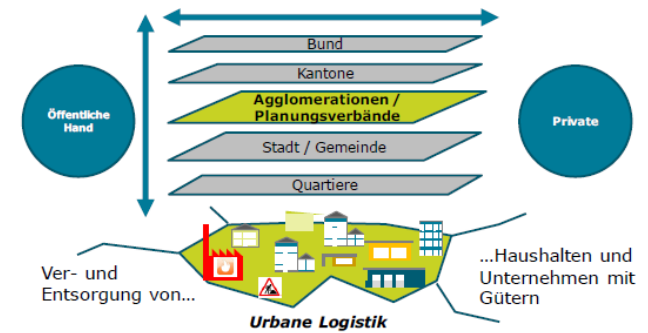 Bund
Kantone
Agglomerationen /
Planungsverbände
Stadt / Gemeinde
Quartiere
Öffentliche
Hand
Private
Ver- und
Entsorgung von...
...Haushalten und
Unternehmen mit
Gütern
Urbane Logistik